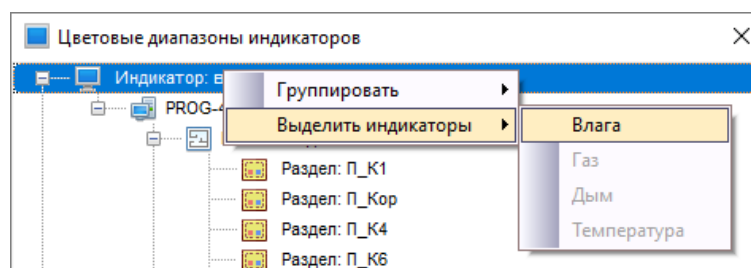 Цветовые диапазоны индикаторов
Индикатор:
Группировать
PROG-
Выделить индикаторы
Влага
Газ
Раздел: П_К1
Раздел: П_Кор
Дым
Раздел: П_К4
Температура
Раздел: П_К6